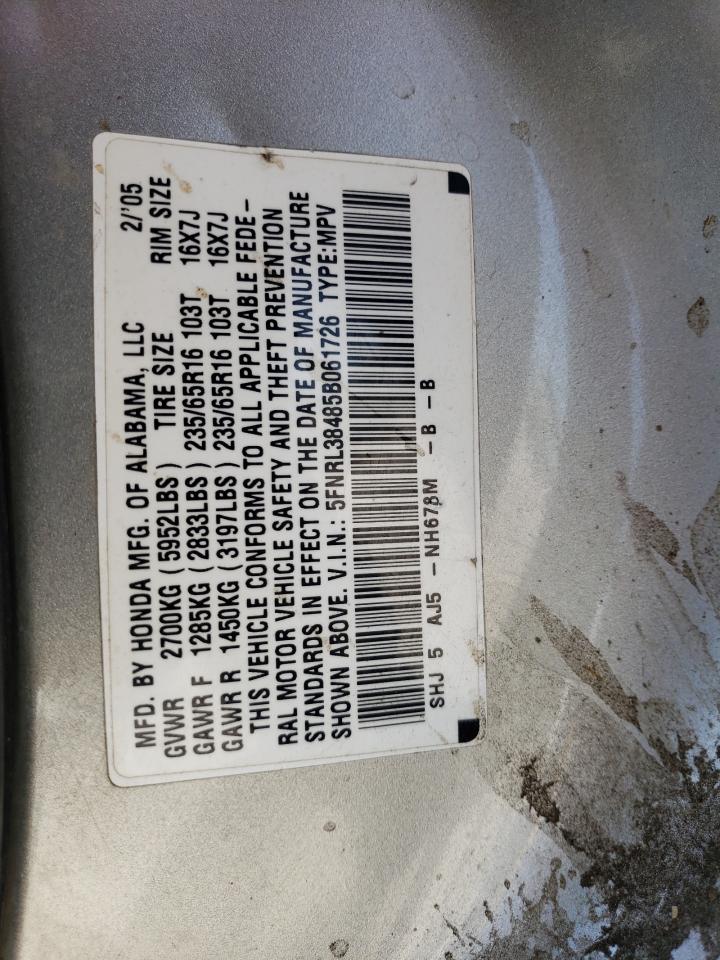 MFD. BY HONDA MFG. OF ALABAMA, LLC 2/'05
GVWR 2700KG (5952LBS) TIRE SIZE RIM SIZE
GAWR F 1285KG (2833LBS) 235/65R16 103T 16X7J
GAWR R 1450KG (3197LBS) 235/65R16 103T 16X7J
THIS VEHICLE CONFORMS TO ALL APPLICABLE FEDE-
RAL MOTOR VEHICLE SAFETY AND THEFT PREVENTION
STANDARDS IN EFFECT ON THE DATE OF MANUFACTURE
SHOWN ABOVE. V.I.N.: 5FNRL38485B061726 TYPE:MPV
SHJ 5 AJ5 -NH678M -B -B